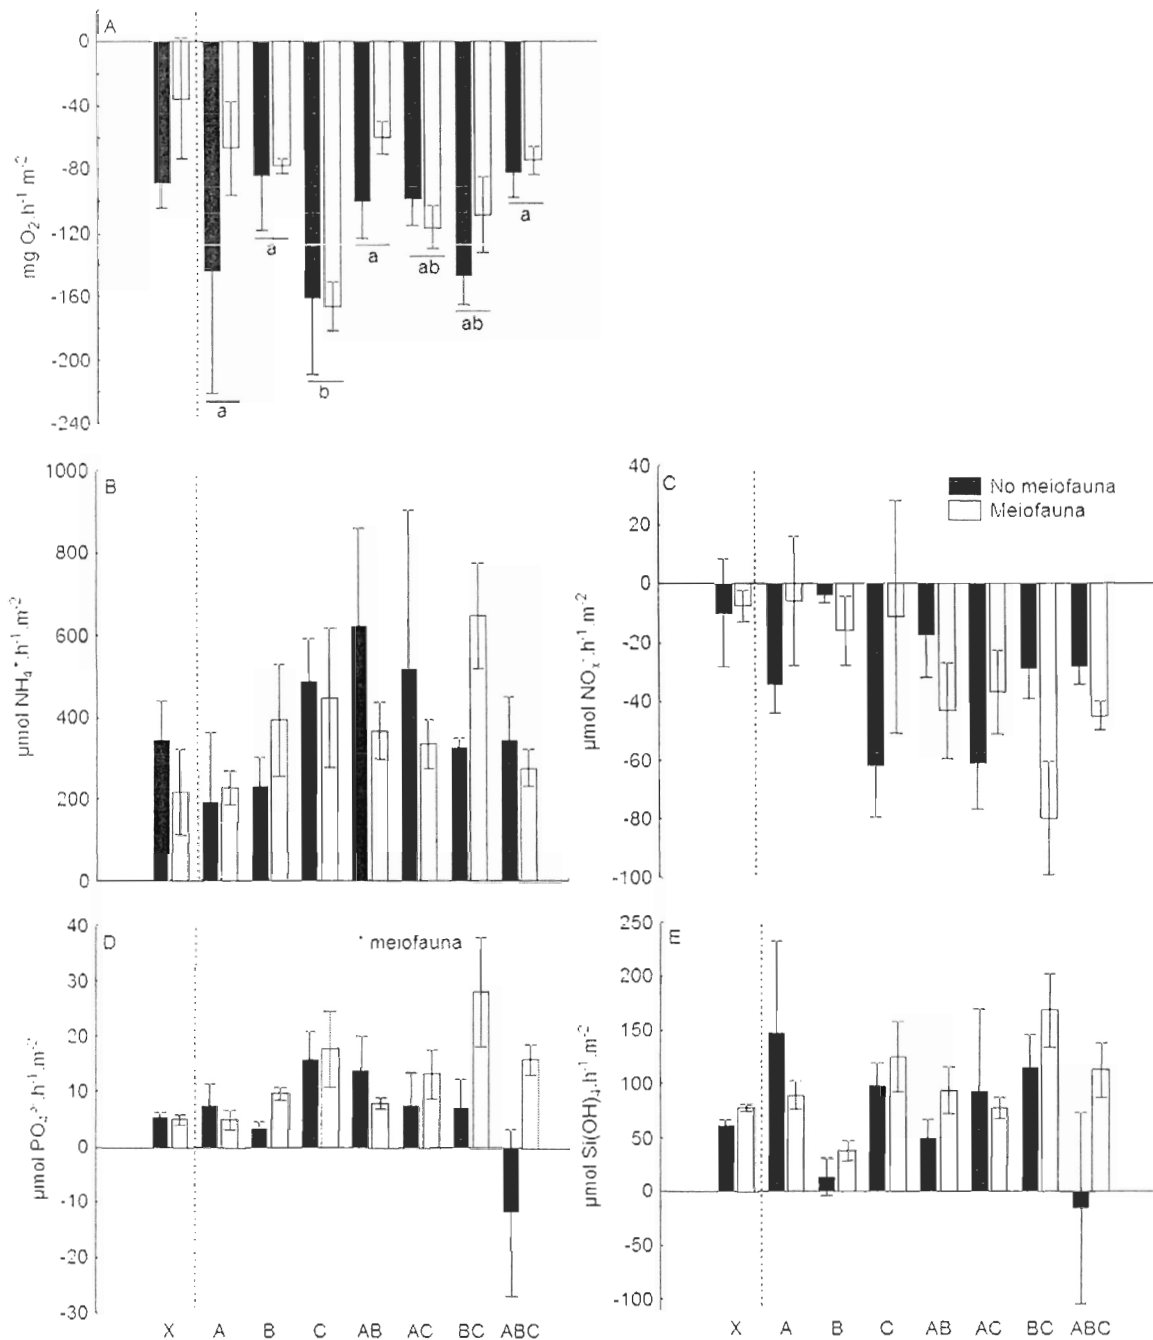 A
0
-40
-80
-120
-160
-200
-240
mg O₂.h⁻¹.m⁻²
a
a
b
a
ab
ab
a
B
1000
800
600
400
200
0
µmol NH₄⁺.h⁻¹.m⁻²
C
40
20
0
-20
-40
-60
-80
-100
µmol NOₓ⁻.h⁻¹.m⁻²
No meiofauna
Meiofauna
D
* meiofauna
40
30
20
10
0
-10
-20
-30
µmol PO₄³⁻.h⁻¹.m⁻²
X A B C AB AC BC ABC
E
250
200
150
100
50
0
-50
-100
µmol Si(OH)₄.h⁻¹.m⁻²
X A B C AB AC BC ABC